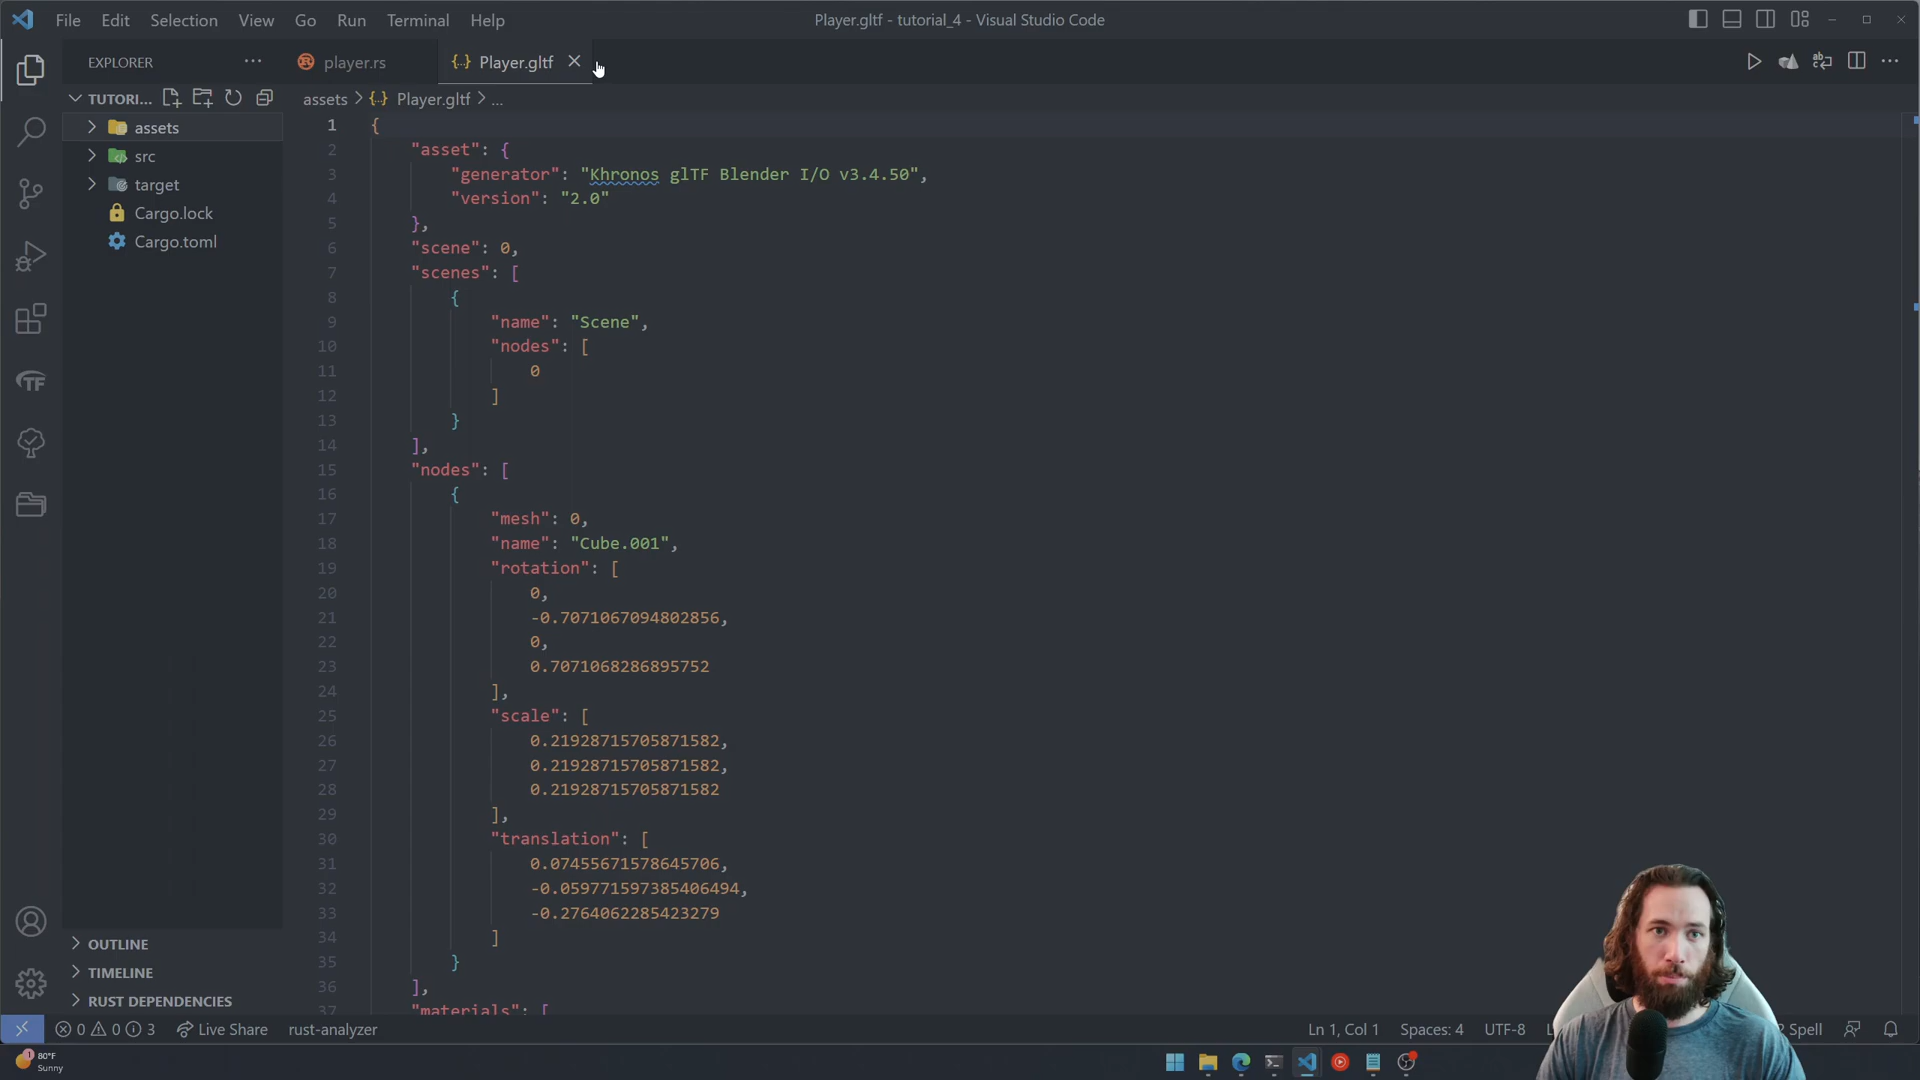 File Edit Selection View Go Run Terminal Help
Player.gltf - tutorial_4 - Visual Studio Code
EXPLORER
player.rs
Player.gltf
TUTORI...
assets > Player.gltf > ...
assets
src
target
Cargo.lock
Cargo.toml
1 {
2 "asset": {
3 "generator": "Khronos glTF Blender I/O v3.4.50",
4 "version": "2.0"
5 },
6 "scene": 0,
7 "scenes": [
8 {
9 "name": "Scene",
10 "nodes": [
11 0
12 ]
13 }
14 ],
15 "nodes": [
16 {
17 "mesh": 0,
18 "name": "Cube.001",
19 "rotation": [
20 0,
21 -0.7071067094802856,
22 0,
23 0.7071068286895752
24 ],
25 "scale": [
26 0.21928715705871582,
27 0.21928715705871582,
28 0.21928715705871582
29 ],
30 "translation": [
31 0.07455671578645706,
32 -0.059771597385406494,
33 -0.2764062285423279
34 ]
35 }
36 ],
37 "materials": [
OUTLINE
TIMELINE
RUST DEPENDENCIES
0 0 3 Live Share rust-analyzer
Ln 1, Col 1 Spaces: 4 UTF-8
Spell
80°F
Sunny